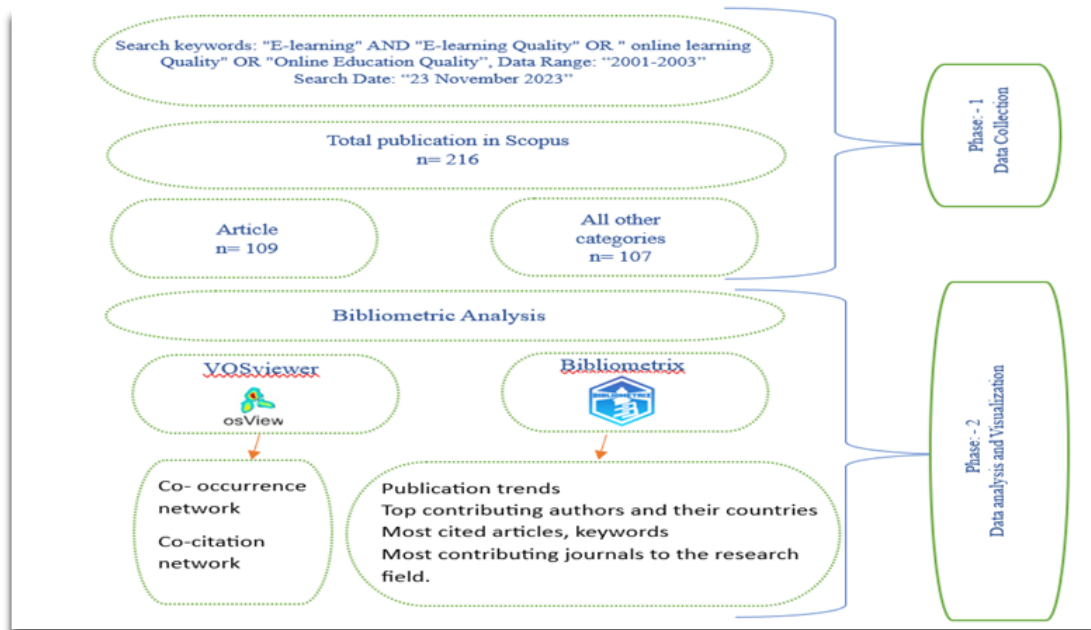 Search keywords: "E-learning" AND "E-learning Quality" OR " online learning
Quality" OR "Online Education Quality", Data Range: "2001-2003"
Search Date: "23 November 2023"
Total publication in Scopus
n= 216
Article
n= 109
All other
categories
n= 107
Phase: - 1
Data Collection
Bibliometric Analysis
VOSviewer
osView
Bibliometrix
BIBLIOMETRIX
Co- occurrence
network
Co-citation
network
Publication trends
Top contributing authors and their countries
Most cited articles, keywords
Most contributing journals to the research
field.
Phase: - 2
Data analysis and Visualization